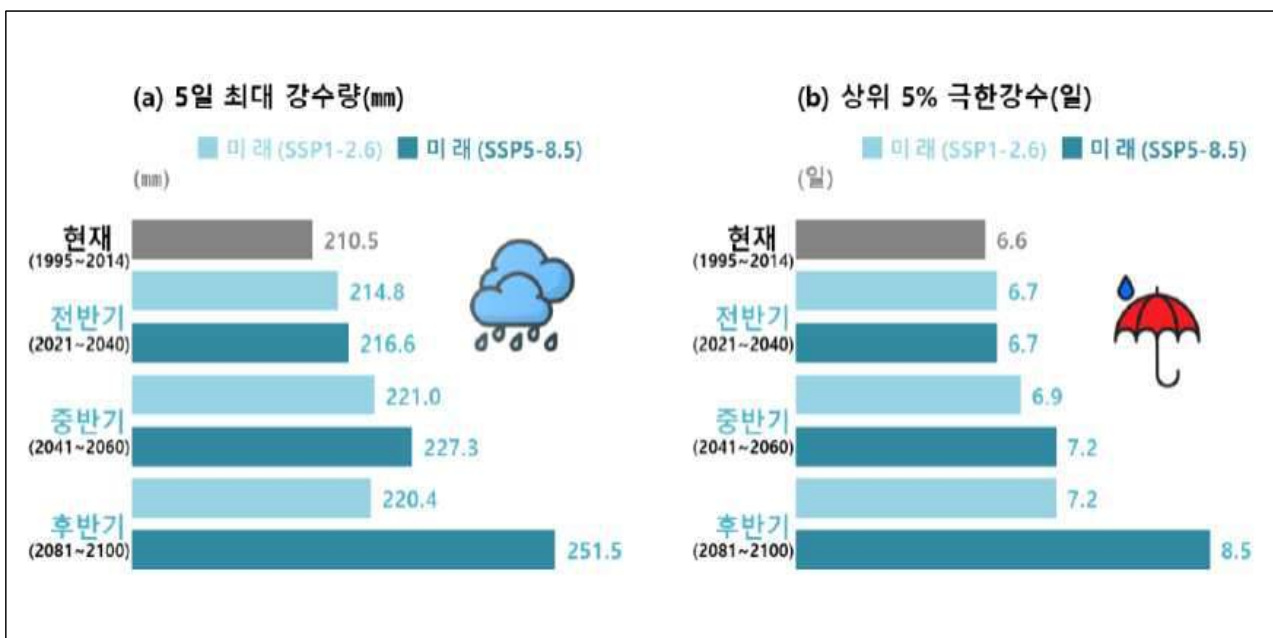 (a) 5일 최대 강수량(㎜)
미래 (SSP1-2.6) 미래 (SSP5-8.5)
(㎜)
현재
(1995~2014)
210.5
214.8
전반기
(2021~2040)
216.6
221.0
중반기
(2041~2060)
227.3
220.4
후반기
(2081~2100)
251.5
(b) 상위 5% 극한강수(일)
미래 (SSP1-2.6) 미래 (SSP5-8.5)
(일)
현재
(1995~2014)
6.6
6.7
전반기
(2021~2040)
6.7
6.9
중반기
(2041~2060)
7.2
7.2
후반기
(2081~2100)
8.5